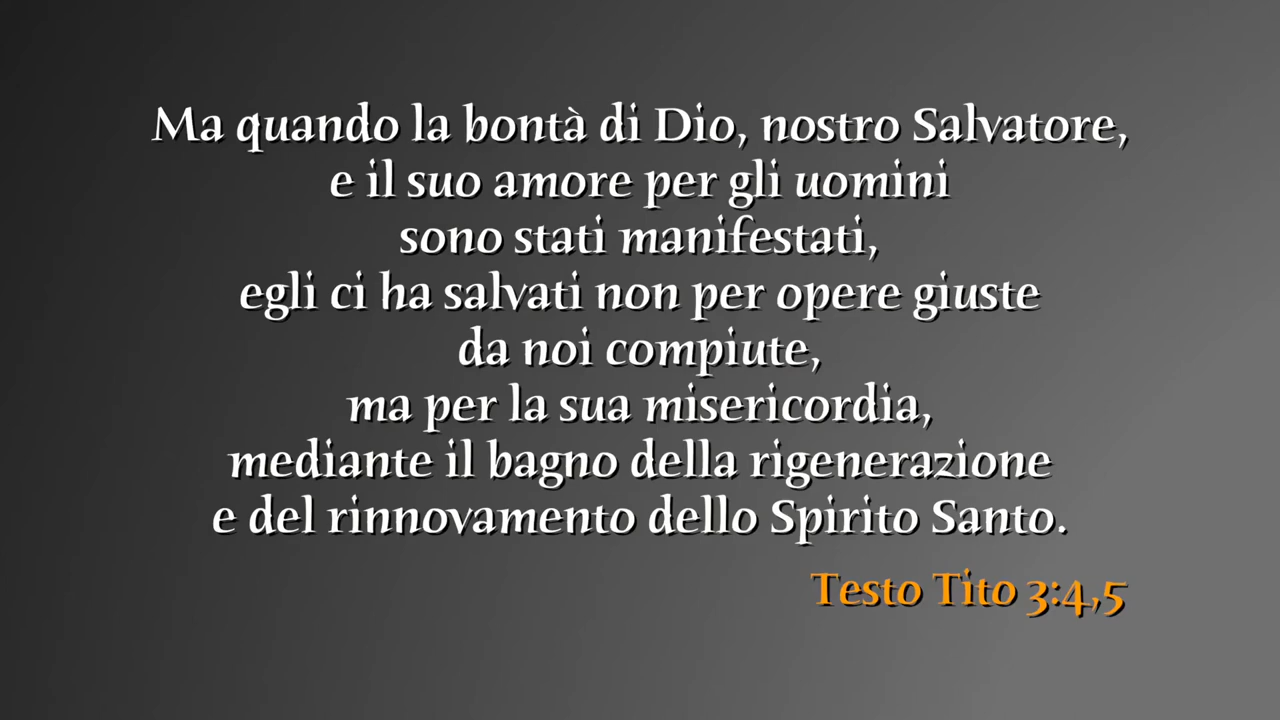 Ma quando la bontà di Dio, nostro Salvatore,
e il suo amore per gli uomini
sono stati manifestati,
egli ci ha salvati non per opere giuste
da noi compiute,
ma per la sua misericordia,
mediante il bagno della rigenerazione
e del rinnovamento dello Spirito Santo.
Testo Tito 3:4,5